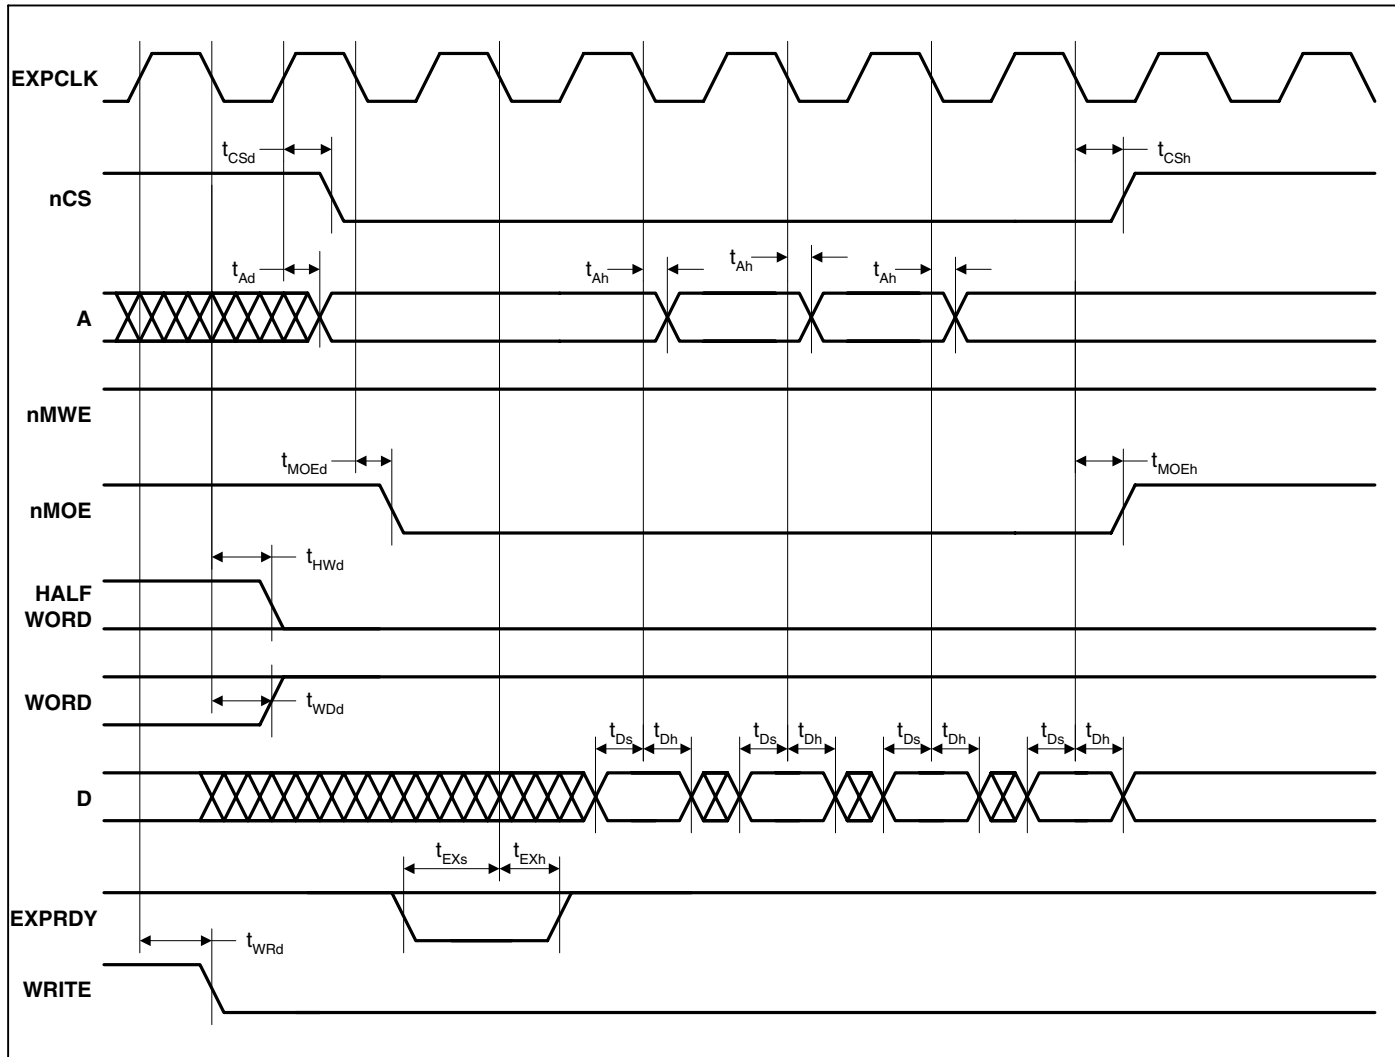 EXPCLK
t_CSd
t_CSh
nCS
t_Ad
t_Ah
t_Ah
t_Ah
A
nMWE
t_MOEd
t_MOEh
nMOE
t_HWd
HALF
WORD
WORD
t_WDd
t_Ds t_Dh t_Ds t_Dh t_Ds t_Dh t_Ds t_Dh
D
t_EXs t_EXh
EXPRDY
t_WRd
WRITE